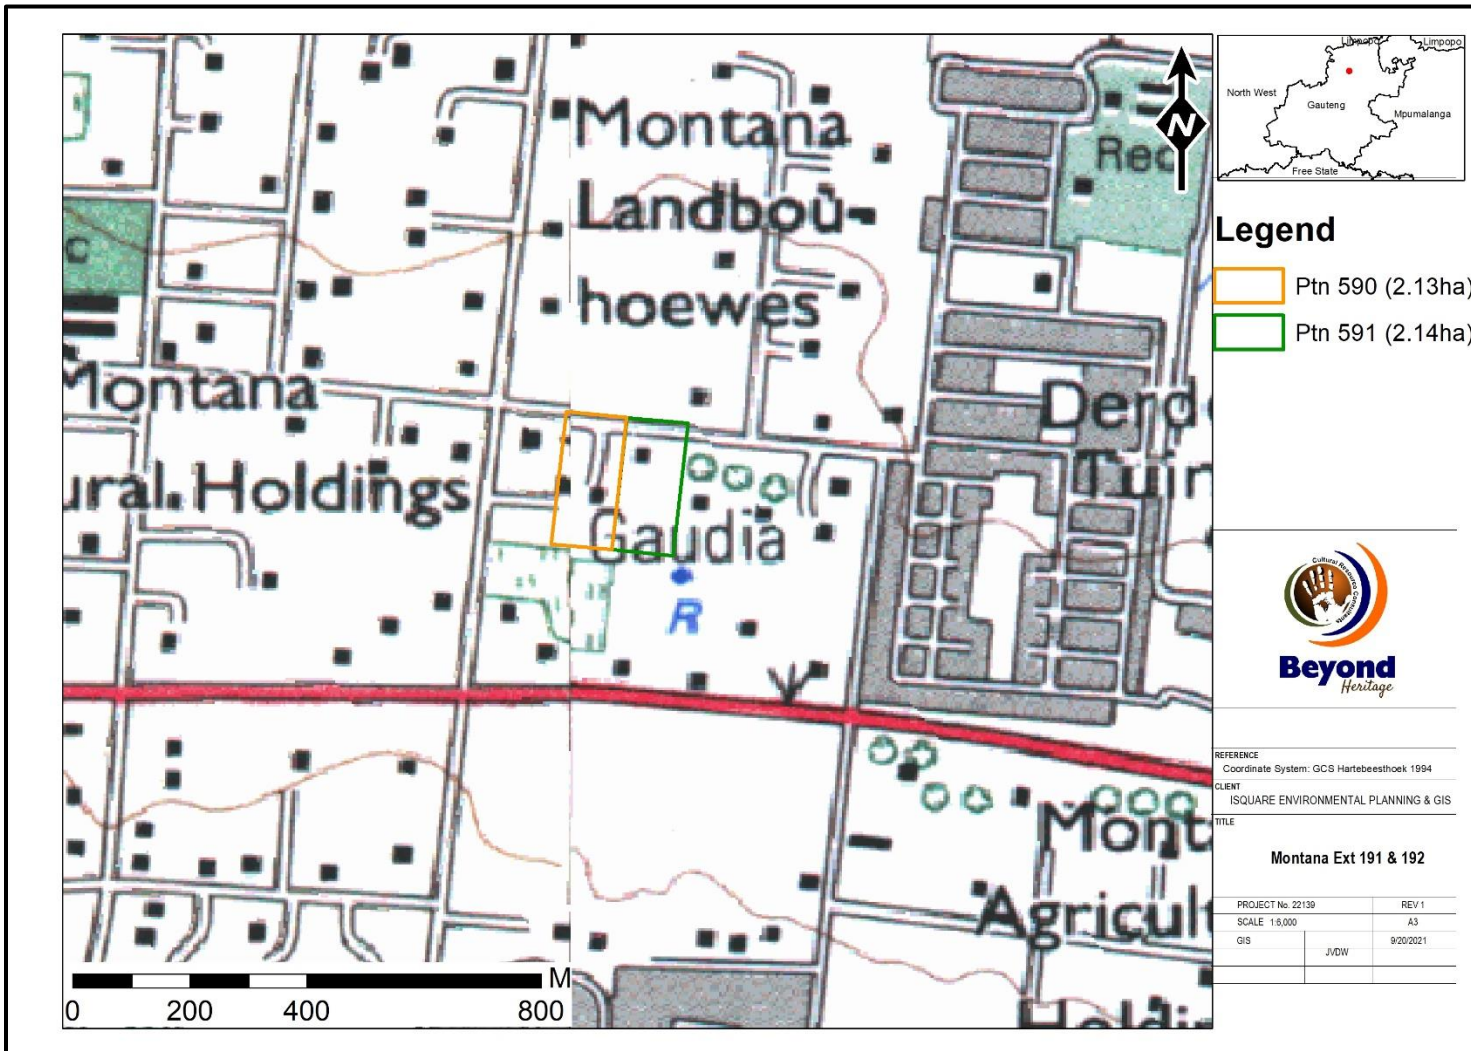 Montana
Landbou-
hoewes
Rec
c
Montana
ural. Holdings
Gaudia
R
Derd
Tuin
Mont
Agricult
Holdin
N
M
0 200 400 800
Limpopo Limpopo
North West
Gauteng
Mpumalanga
Free State
Legend
Ptn 590 (2.13ha)
Ptn 591 (2.14ha)
Cultural Resource Consultants
Beyond
Heritage
REFERENCE
Coordinate System: GCS Hartebeesthoek 1994
CLIENT
ISQUARE ENVIRONMENTAL PLANNING & GIS
TITLE
Montana Ext 191 & 192
PROJECT No. 22139 REV 1
SCALE 1:6,000 A3
GIS JVDW 9/20/2021